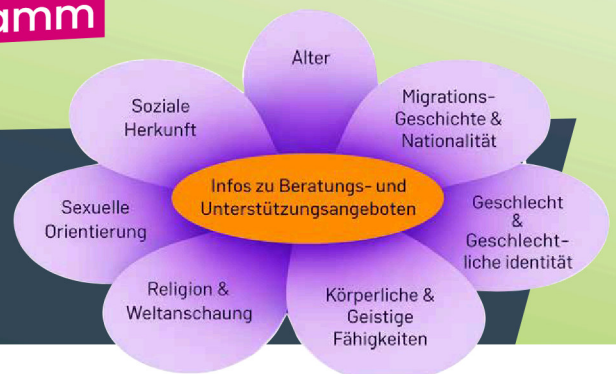 amm
Alter
Migrations-
Geschichte &
Nationalität
Soziale
Herkunft
Infos zu Beratungs- und
Unterstützungsangeboten
Sexuelle
Orientierung
Geschlecht
&
Geschlecht-
liche identität
Religion &
Weltanschaung
Körperliche &
Geistige
Fähigkeiten